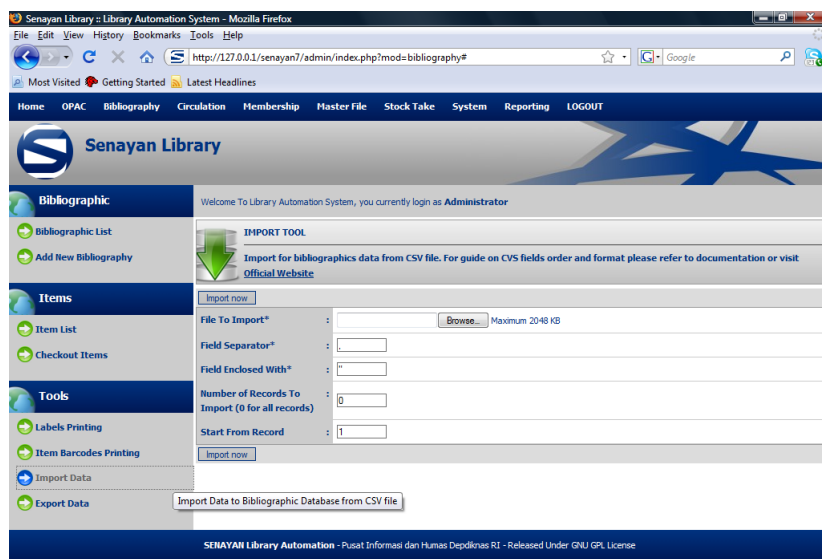 Senayan Library :: Library Automation System - Mozilla Firefox
File Edit View History Bookmarks Tools Help
http://127.0.0.1/senayan7/admin/index.php?mod=bibliography#
Google
Most Visited Getting Started Latest Headlines
Home OPAC Bibliography Circulation Membership Master File Stock Take System Reporting LOGOUT
Senayan Library
Bibliographic
Welcome To Library Automation System, you currently login as Administrator
Bibliographic List
Add New Bibliography
IMPORT TOOL
Import for bibliographics data from CSV file. For guide on CVS fields order and format please refer to documentation or visit
Official Website
Items
Item List
Checkout Items
Import now
File To Import* : Browse... Maximum 2048 KB
Field Separator* : ,
Field Enclosed With* : "
Number of Records To : 0
Import (0 for all records)
Start From Record : 1
Import now
Tools
Labels Printing
Item Barcodes Printing
Import Data
Export Data
Import Data to Bibliographic Database from CSV file
SENAYAN Library Automation - Pusat Informasi dan Humas Depdiknas RI - Released Under GNU GPL License